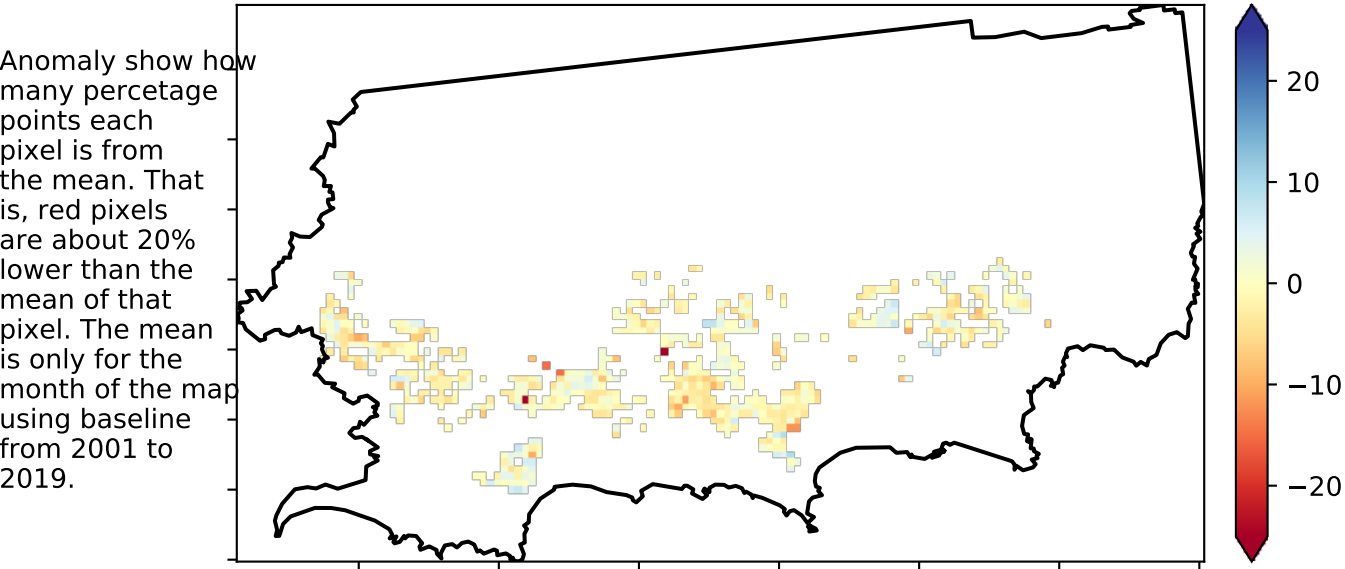 Anomaly show how
many percetage
points each
pixel is from
the mean. That
is, red pixels
are about 20%
lower than the
mean of that
pixel. The mean
is only for the
month of the map
using baseline
from 2001 to
2019.
20
10
0
−10
−20